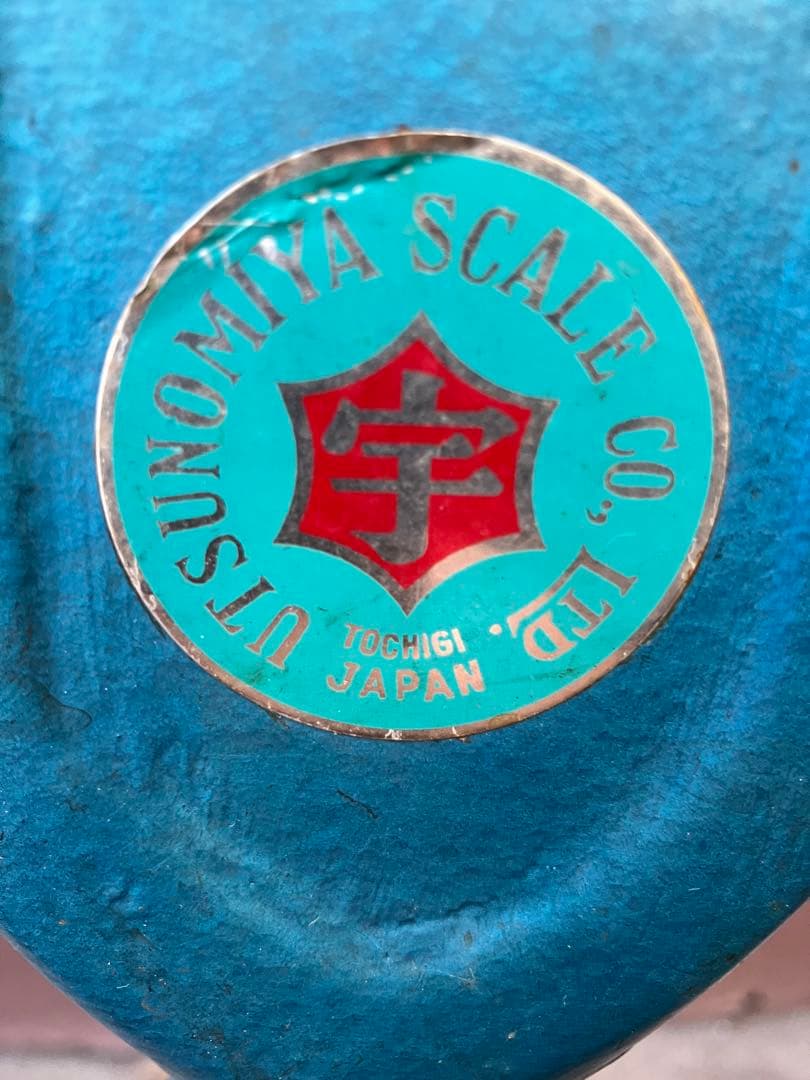 UTSUNOMIYA SCALE CO., LTD.
宇
TOCHIGI
JAPAN